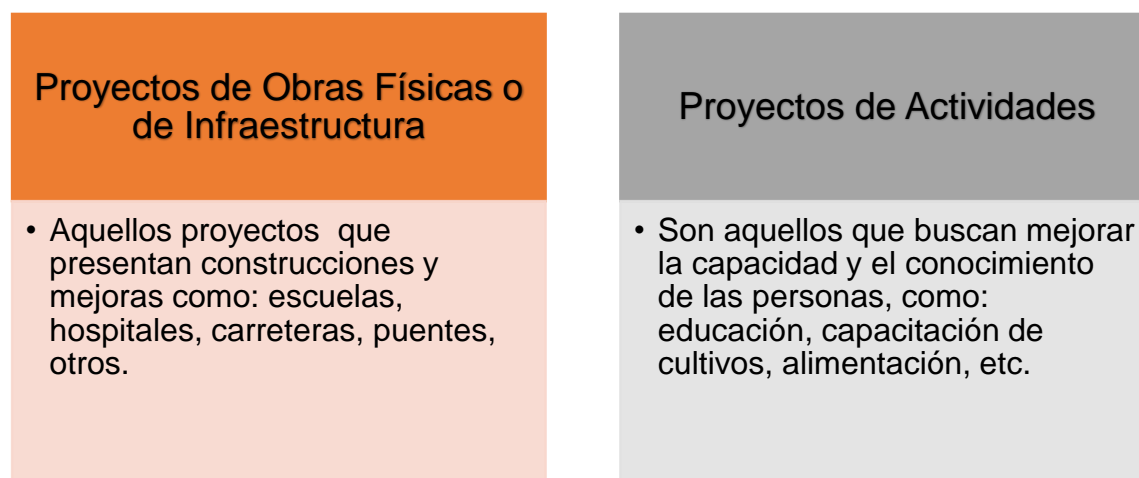 Proyectos de Obras Físicas o
de Infraestructura
• Aquellos proyectos que
presentan construcciones y
mejoras como: escuelas,
hospitales, carreteras, puentes,
otros.
Proyectos de Actividades
• Son aquellos que buscan mejorar
la capacidad y el conocimiento
de las personas, como:
educación, capacitación de
cultivos, alimentación, etc.